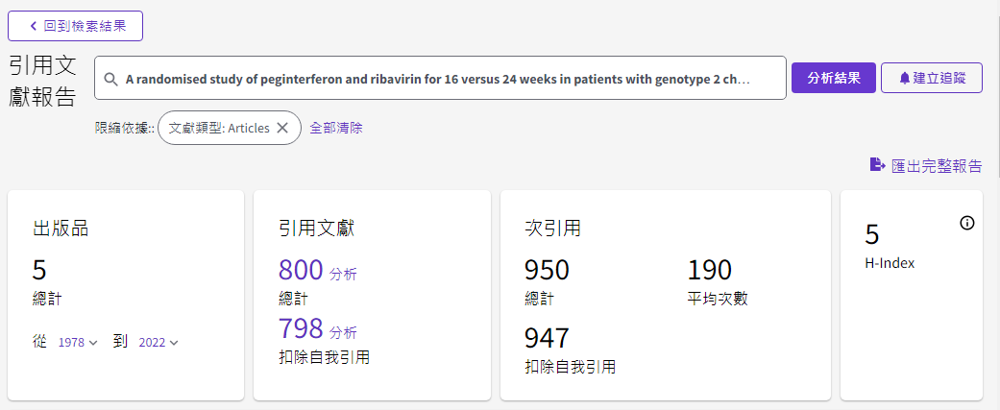 回到檢索結果
引用文
獻報告
A randomised study of peginterferon and ribavirin for 16 versus 24 weeks in patients with genotype 2 ch…
分析結果
建立追蹤
限縮依據:: 文獻類型: Articles 全部清除
匯出完整報告
出版品
5
總計
從 1978 到 2022
引用文獻
800 分析
總計
798 分析
扣除自我引用
次引用
950
總計
190
平均次數
947
扣除自我引用
5
H-Index